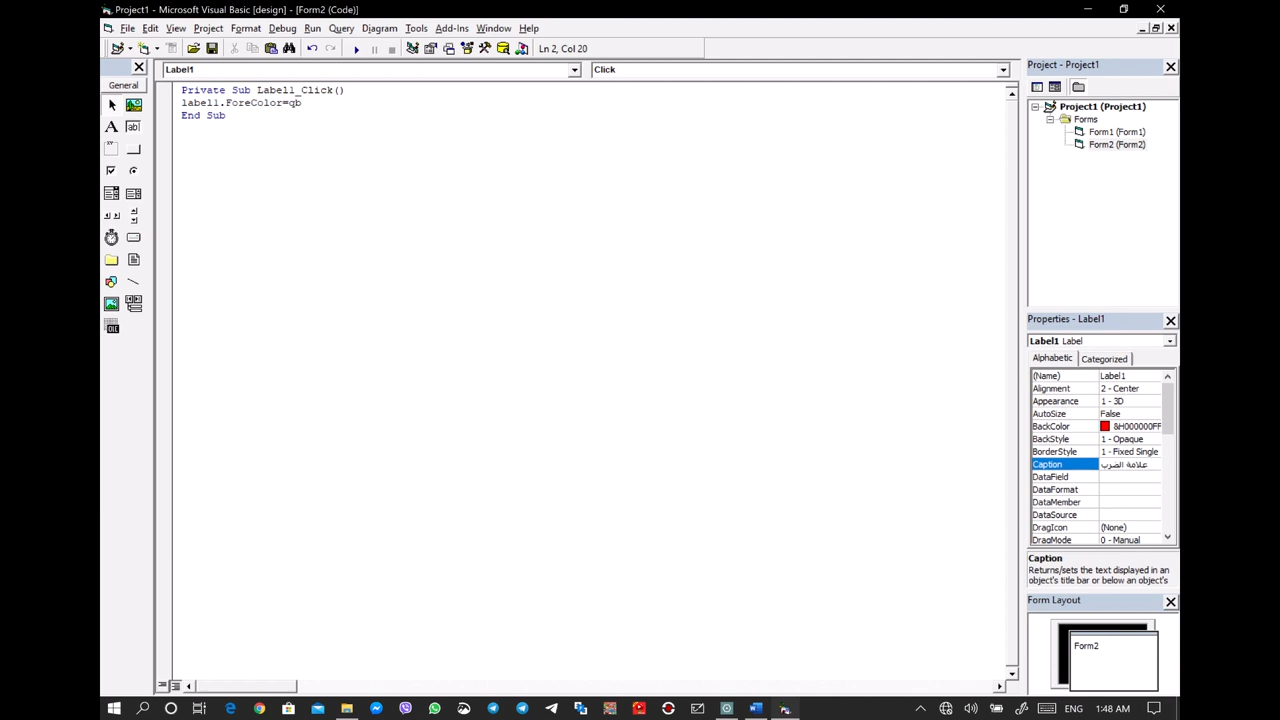 Project1 - Microsoft Visual Basic [design] - [Form2 (Code)]
File Edit View Project Format Debug Run Query Diagram Tools Add-Ins Window Help
Ln 2, Col 20
General
Label1
Click
Private Sub Label1_Click()
label1.ForeColor=qb
End Sub
Project - Project1
Project1 (Project1)
Forms
Form1 (Form1)
Form2 (Form2)
Properties - Label1
Label1 Label
Alphabetic Categorized
(Name) Label1
Alignment 2 - Center
Appearance 1 - 3D
AutoSize False
BackColor &H000000FF
BackStyle 1 - Opaque
BorderStyle 1 - Fixed Single
Caption علامة الضرب
DataField
DataFormat
DataMember
DataSource
DragIcon (None)
DragMode 0 - Manual
Caption
Returns/sets the text displayed in an
object's title bar or below an object's
Form Layout
Form2
ENG 1:48 AM